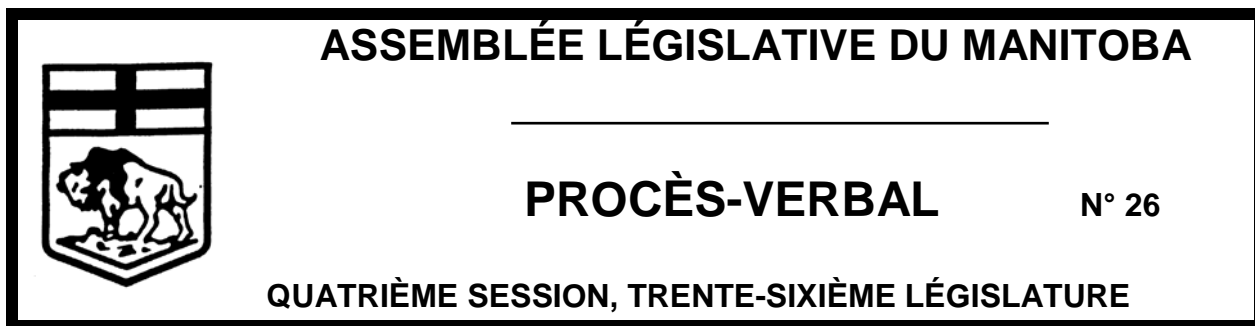 ASSEMBLÉE LÉGISLATIVE DU MANITOBA
PROCÈS-VERBAL N° 26
QUATRIÈME SESSION, TRENTE-SIXIÈME LÉGISLATURE